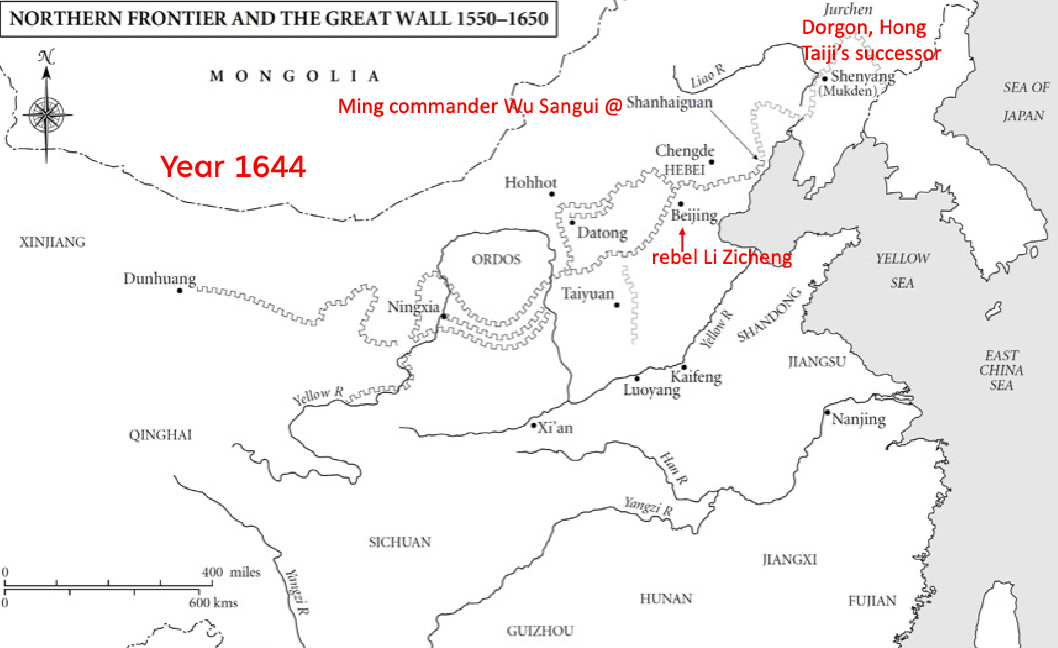 NORTHERN FRONTIER AND THE GREAT WALL 1550–1650
Jurchen
Dorgon, Hong
Taiji's successor
N
MONGOLIA
Liao R
Shenyang
(Mukden)
SEA OF
JAPAN
Ming commander Wu Sangui @
Shanhaiguan
Year 1644
Chengde
HEBEI
Hohhot
Beijing
Datong
rebel Li Zicheng
XINJIANG
ORDOS
YELLOW
SEA
Dunhuang
Taiyuan
Ningxia
Yellow R
SHANDONG
EAST
CHINA
SEA
JIANGSU
Kaifeng
Luoyang
Yellow R
Nanjing
Xi'an
QINGHAI
Han R
Yangzi R
SICHUAN
JIANGXI
0 400 miles
0 600 kms
Yangzi R
HUNAN
FUJIAN
GUIZHOU